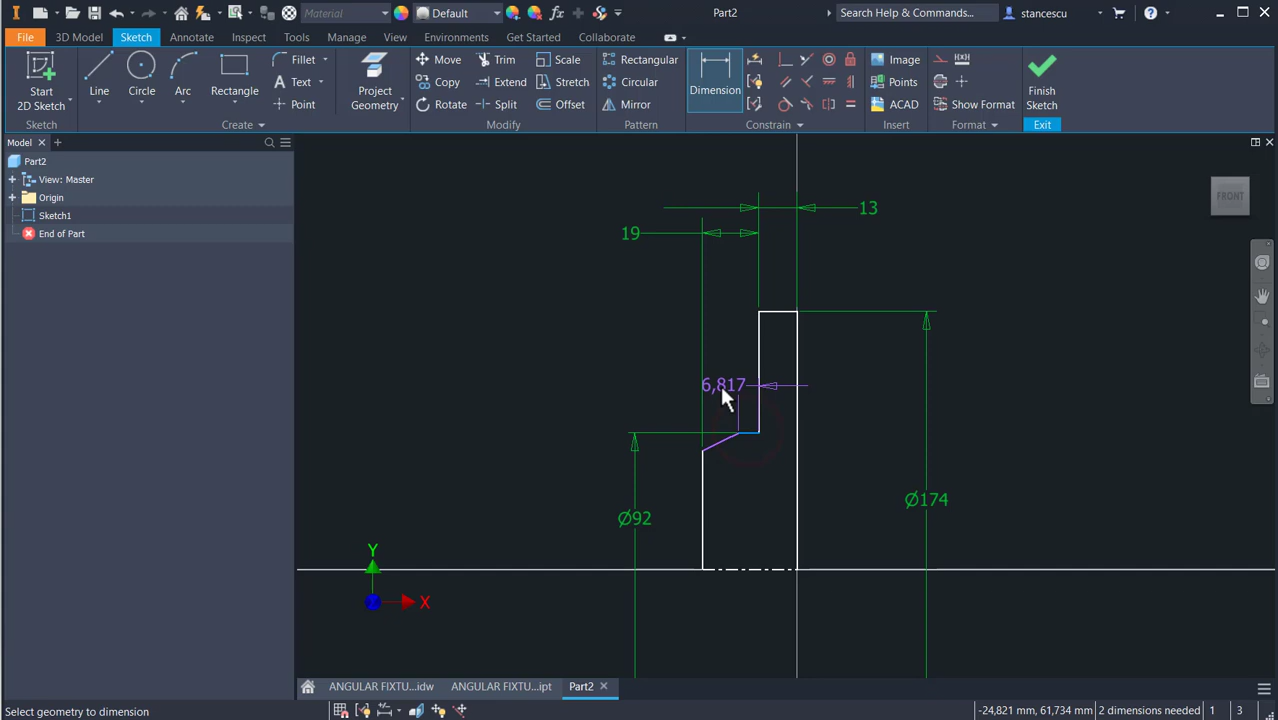 Material
Default
Part2
Search Help & Commands...
stancescu
File
3D Model
Sketch
Annotate
Inspect
Tools
Manage
View
Environments
Get Started
Collaborate
Start
2D Sketch
Line
Circle
Arc
Rectangle
Fillet
Text
Point
Project
Geometry
Move
Copy
Rotate
Trim
Extend
Split
Scale
Stretch
Offset
Rectangular
Circular
Mirror
Dimension
Image
Points
ACAD
Show Format
Finish
Sketch
Sketch
Create
Modify
Pattern
Constrain
Insert
Format
Exit
Model
Part2
View: Master
Origin
Sketch1
End of Part
FRONT
13
19
6,817
Ø92
Ø174
Y
X
ANGULAR FIXTU...idw
ANGULAR FIXTU...ipt
Part2
Select geometry to dimension
-24,821 mm, 61,734 mm
2 dimensions needed
1
3